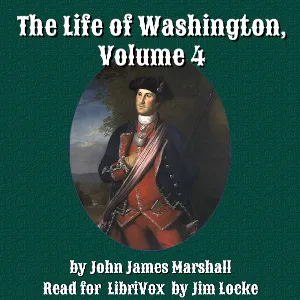 The Life of Washington,
Volume 4
by John James Marshall
Read for LibriVox by Jim Locke